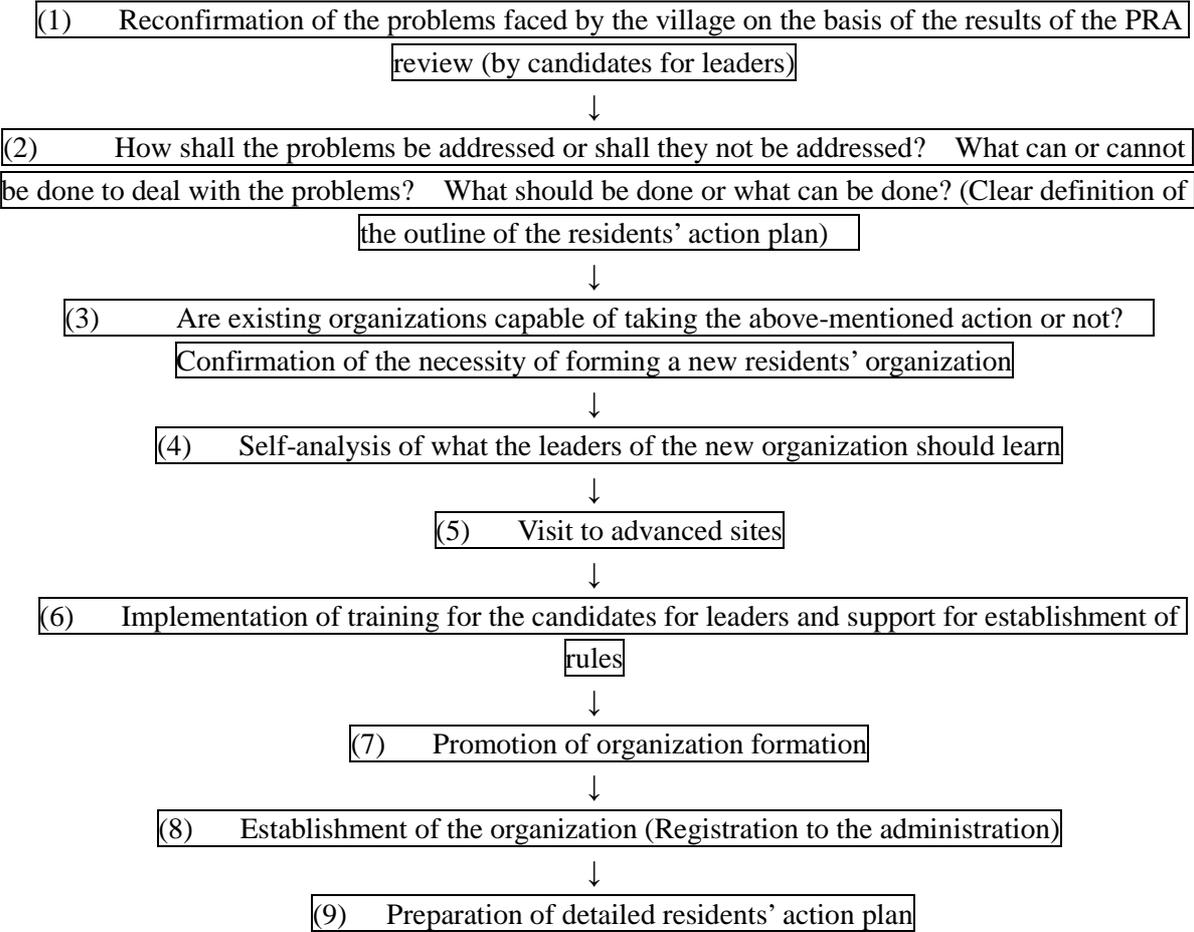 (1) Reconfirmation of the problems faced by the village on the basis of the results of the PRA
review (by candidates for leaders)
↓
(2) How shall the problems be addressed or shall they not be addressed? What can or cannot
be done to deal with the problems? What should be done or what can be done? (Clear definition of
the outline of the residents’ action plan)
↓
(3) Are existing organizations capable of taking the above-mentioned action or not?
Confirmation of the necessity of forming a new residents’ organization
↓
(4) Self-analysis of what the leaders of the new organization should learn
↓
(5) Visit to advanced sites
↓
(6) Implementation of training for the candidates for leaders and support for establishment of
rules
↓
(7) Promotion of organization formation
↓
(8) Establishment of the organization (Registration to the administration)
↓
(9) Preparation of detailed residents’ action plan